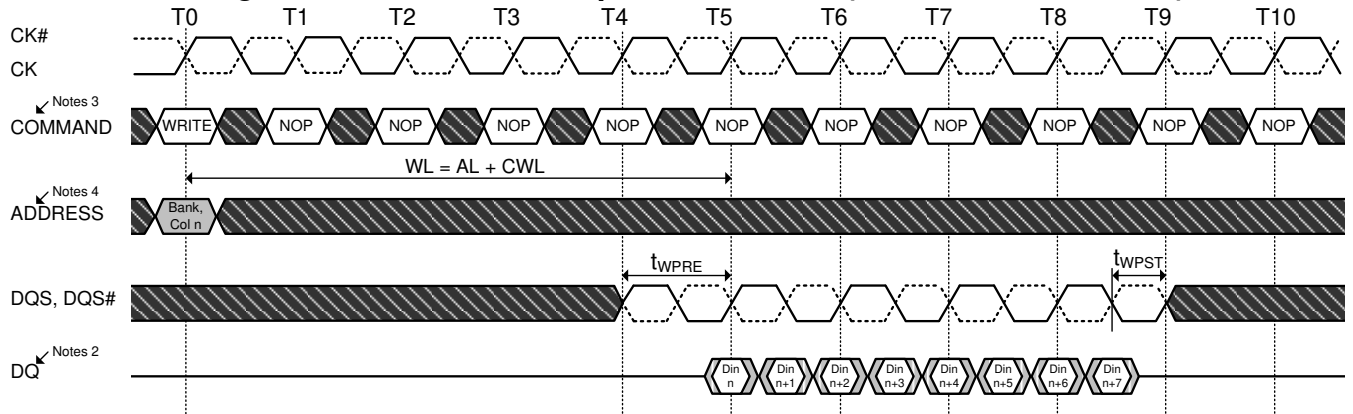 T0 T1 T2 T3 T4 T5 T6 T7 T8 T9 T10
CK#
CK
Notes 3
COMMAND WRITE NOP NOP NOP NOP NOP NOP NOP NOP NOP NOP
WL = AL + CWL
Notes 4
ADDRESS Bank,
Col n
tWPRE tWPST
DQS, DQS#
Notes 2
DQ Din Din Din Din Din Din Din Din
n n+1 n+2 n+3 n+4 n+5 n+6 n+7